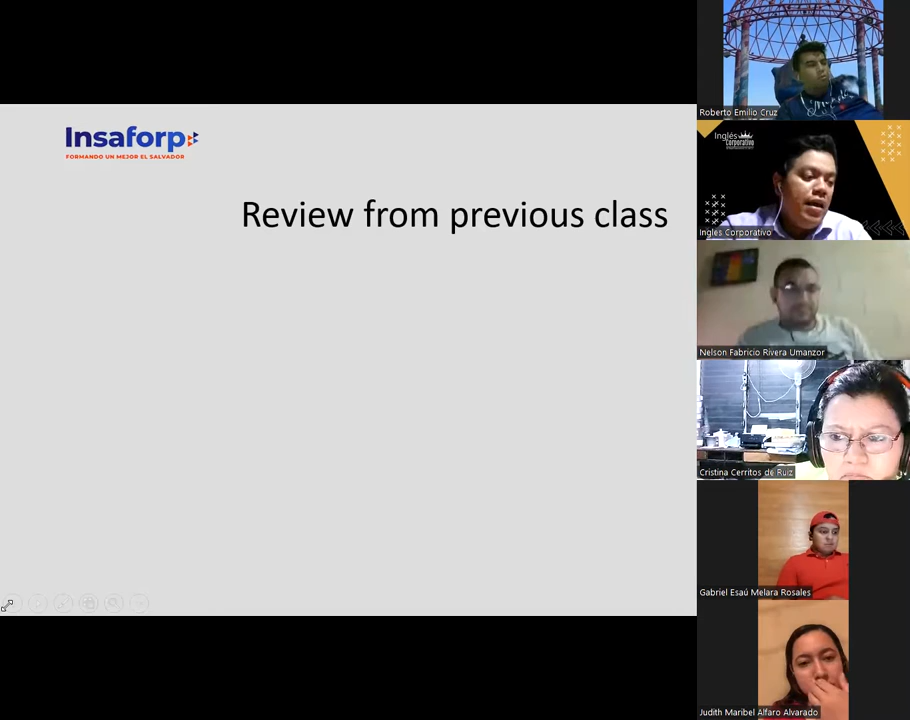 Insaforp
FORMANDO UN MEJOR EL SALVADOR
Review from previous class
Roberto Emilio Cruz
Inglés
Corporativo
Ingles Corporativo
Nelson Fabricio Rivera Umanzor
Cristina Cerritos de Ruiz
Gabriel Esaú Melara Rosales
Judith Maribel Alfaro Alvarado